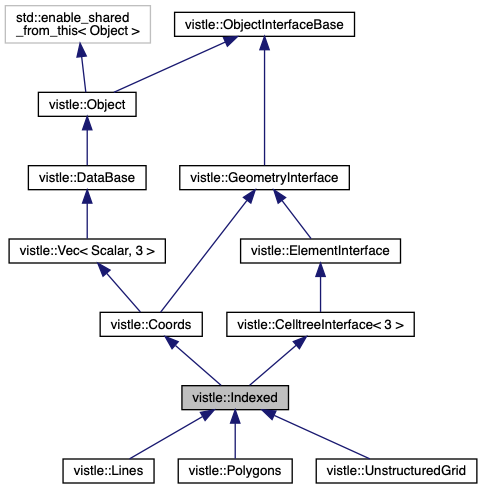 std::enable_shared
_from_this< Object >
vistle::ObjectInterfaceBase
vistle::Object
vistle::DataBase
vistle::GeometryInterface
vistle::Vec< Scalar, 3 >
vistle::ElementInterface
vistle::Coords
vistle::CelltreeInterface< 3 >
vistle::Indexed
vistle::Lines
vistle::Polygons
vistle::UnstructuredGrid